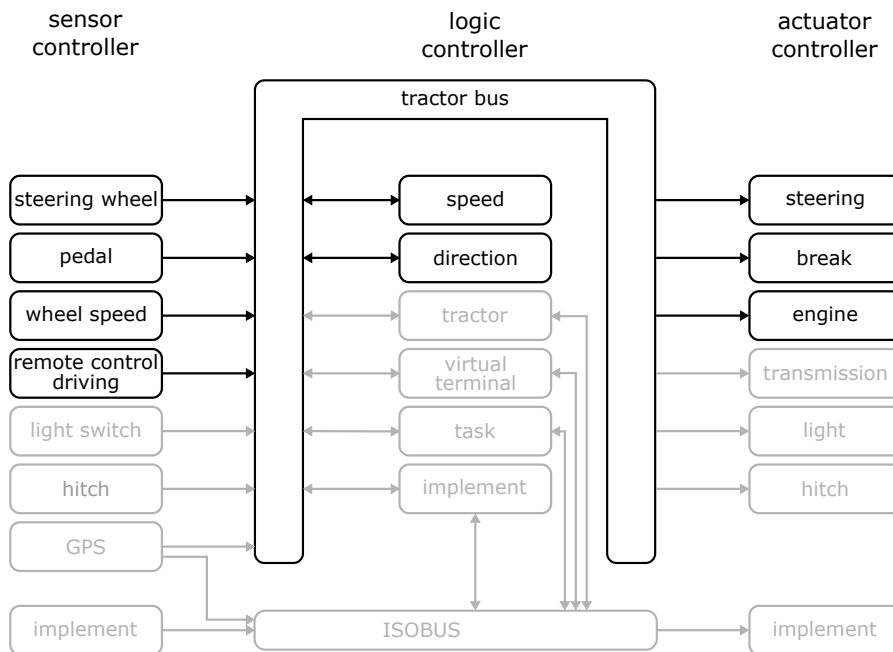 sensor
controller
logic
controller
actuator
controller
tractor bus
steering wheel
speed
steering
pedal
direction
break
wheel speed
tractor
engine
remote control
driving
virtual
terminal
transmission
light switch
task
light
hitch
implement
hitch
GPS
implement
ISOBUS
implement